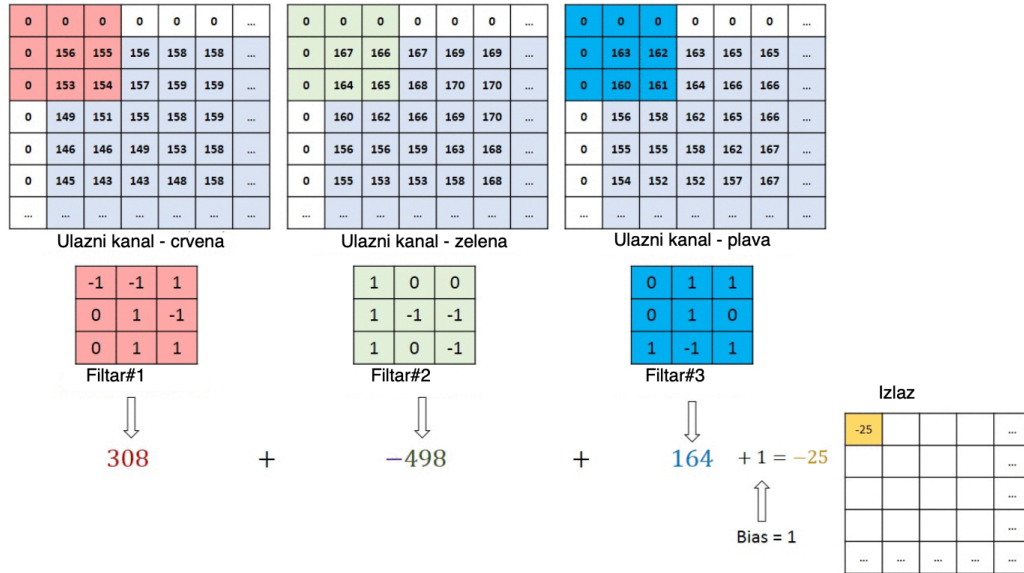 0 0 0 0 0 0 ...
0 156 155 156 158 158 ...
0 153 154 157 159 159 ...
0 149 151 155 158 159 ...
0 146 146 149 153 158 ...
0 145 143 143 148 158 ...
... ... ... ... ... ... ...
Ulazni kanal - crvena
0 0 0 0 0 0 ...
0 167 166 167 169 169 ...
0 164 165 168 170 170 ...
0 160 162 166 169 170 ...
0 156 156 159 163 168 ...
0 155 153 153 158 168 ...
... ... ... ... ... ... ...
Ulazni kanal - zelena
0 0 0 0 0 0 ...
0 163 162 163 165 165 ...
0 160 161 164 166 166 ...
0 156 158 162 165 166 ...
0 155 155 158 162 167 ...
0 154 152 152 157 167 ...
... ... ... ... ... ... ...
Ulazni kanal - plava
-1 -1 1
0 1 -1
0 1 1
Filtar#1
1 0 0
1 -1 -1
1 0 -1
Filtar#2
0 1 1
0 1 0
1 -1 1
Filtar#3
308 + −498 + 164 + 1 = −25
Bias = 1
Izlaz
-25 ...
...
...
...
... ... ... ... ...